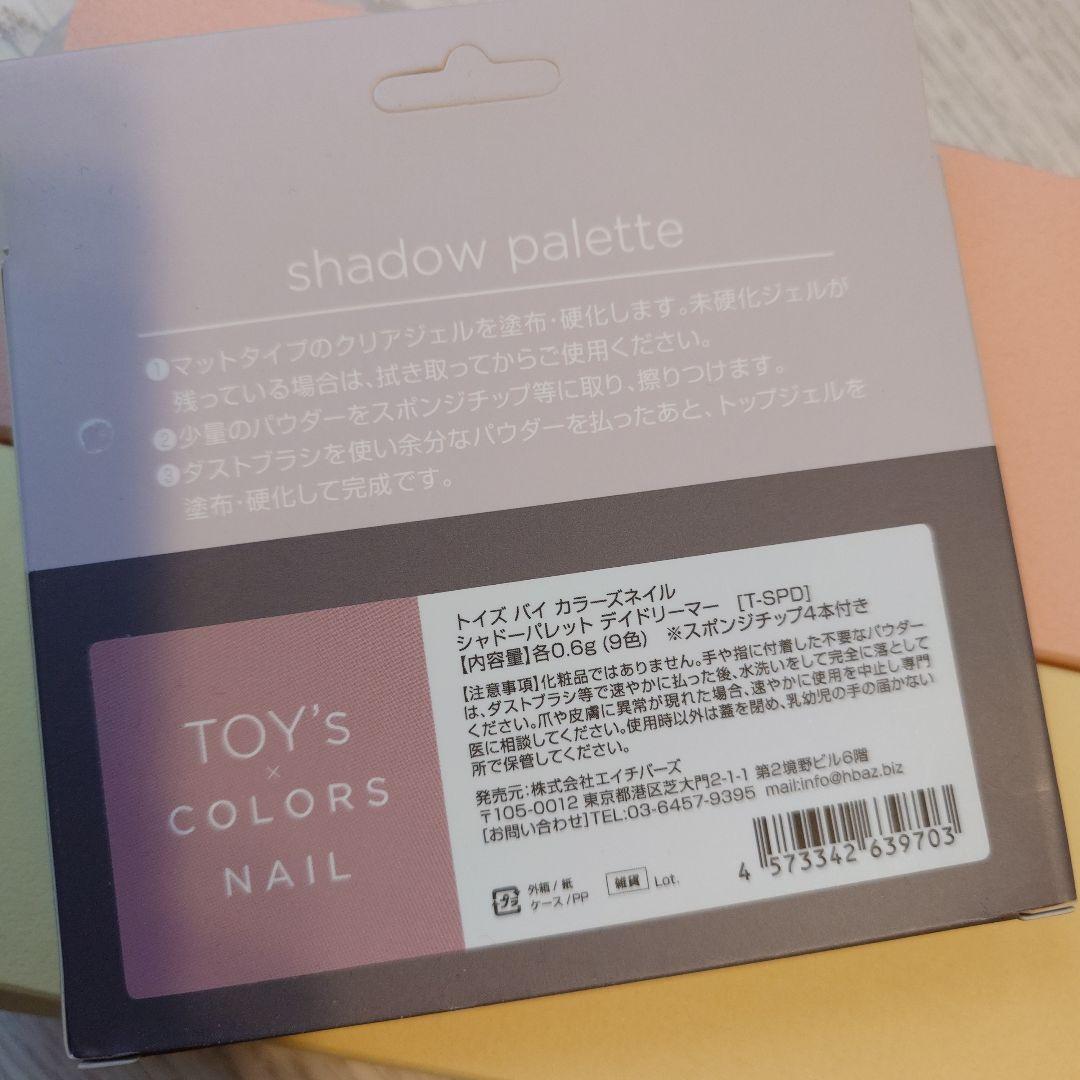 shadow palette
❶マットタイプのクリアジェルを塗布・硬化します。未硬化ジェルが
残っている場合は、拭き取ってからご使用ください。
❷少量のパウダーをスポンジチップ等に取り、擦りつけます。
❸ダストブラシを使い余分なパウダーを払ったあと、トップジェルを
塗布・硬化して完成です。
TOY's
×
COLORS
NAIL
トイズ バイ カラーズネイル
シャドーパレット デイドリーマー [T-SPD]
【内容量】各0.6g (9色) ※スポンジチップ4本付き
【注意事項】化粧品ではありません。手や指に付着した不要なパウダー
は、ダストブラシ等で速やかに払った後、水洗いをして完全に落として
ください。爪や皮膚に異常が現れた場合、速やかに使用を中止し専門
医に相談してください。使用時以外は蓋を閉め、乳幼児の手の届かない
所で保管してください。
発売元：株式会社エイチバーズ
〒105-0012 東京都港区芝大門2-1-1 第2境野ビル6階
[お問い合わせ]TEL:03-6457-9395 mail:info@hbaz.biz
プラ
外箱/紙
ケース/PP
雑貨 Lot.
4 573342 639703